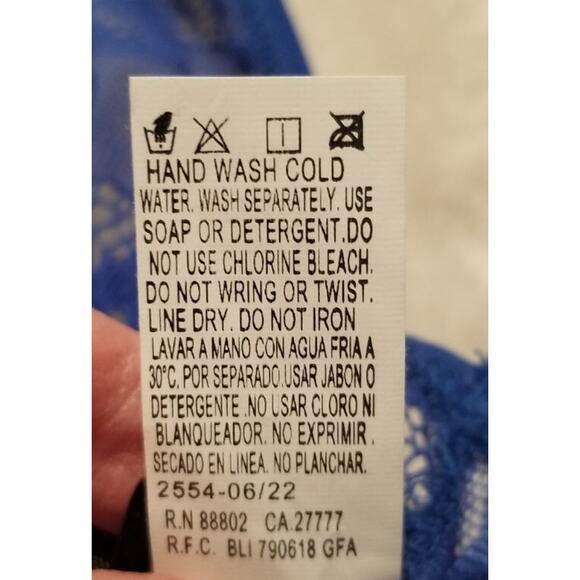 HAND WASH COLD
WATER. WASH SEPARATELY. USE
SOAP OR DETERGENT.DO
NOT USE CHLORINE BLEACH.
DO NOT WRING OR TWIST.
LINE DRY. DO NOT IRON
LAVAR A MANO CON AGUA FRIA A
30°C. POR SEPARADO.USAR JABON O
DETERGENTE .NO USAR CLORO NI
BLANQUEADOR. NO EXPRIMIR.
SECADO EN LINEA. NO PLANCHAR.
2554-06/22
R.N 88802 CA.27777
R.F.C. BLI 790618 GFA